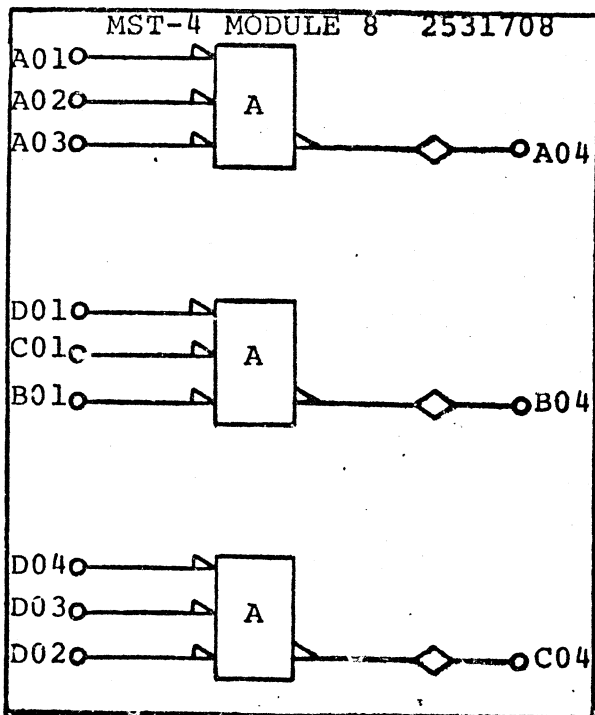 MST-4 MODULE 8 2531708
A01
A02
A03
A
A04
D01
C01
B01
A
B04
D04
D03
D02
A
C04